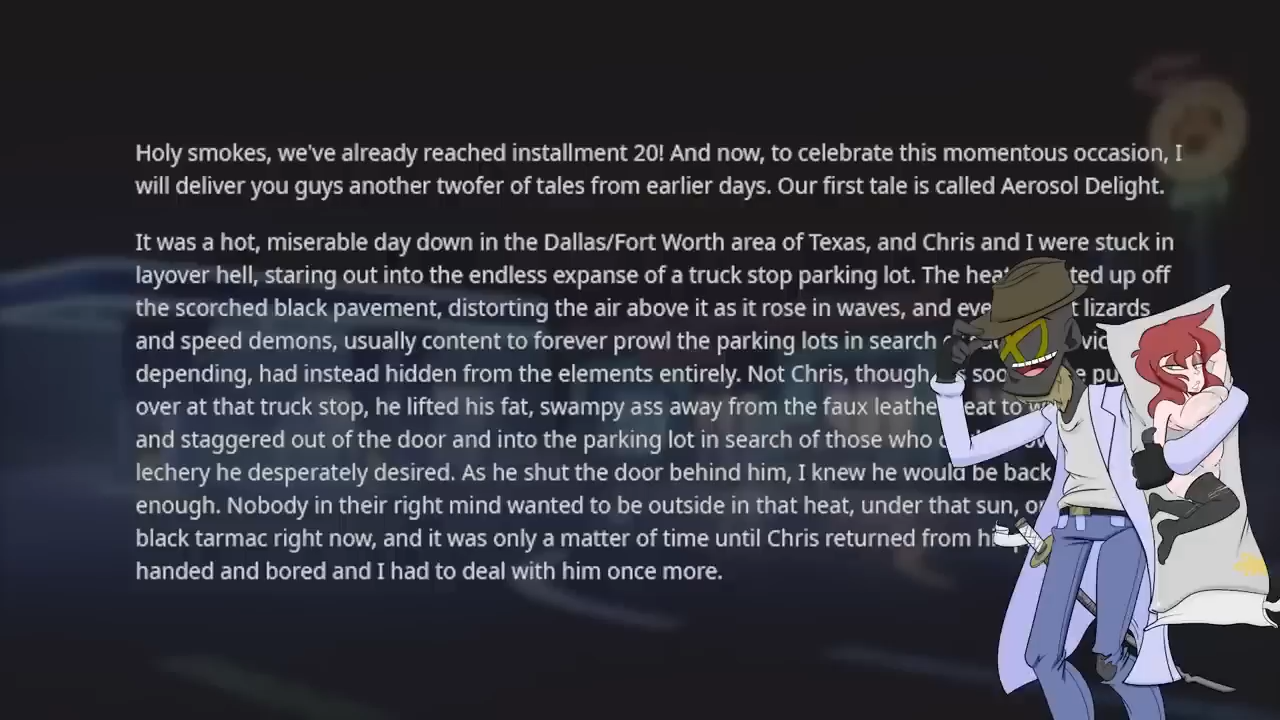 Holy smokes, we've already reached installment 20! And now, to celebrate this momentous occasion, I
will deliver you guys another twofer of tales from earlier days. Our first tale is called Aerosol Delight.
It was a hot, miserable day down in the Dallas/Fort Worth area of Texas, and Chris and I were stuck in
layover hell, staring out into the endless expanse of a truck stop parking lot. The up off
the scorched black pavement, distorting the air above it as it rose in waves, and lizards
and speed demons, usually content to forever prowl the parking lots in search
depending, had instead hidden from the elements entirely. Not Chris, though.
over at that truck stop, he lifted his fat, swampy ass away from the faux to
and staggered out of the door and into the parking lot in search of those who
lechery he desperately desired. As he shut the door behind him, I knew he would be back
enough. Nobody in their right mind wanted to be outside in that heat, under that sun,
black tarmac right now, and it was only a matter of time until Chris returned from
handed and bored and I had to deal with him once more.